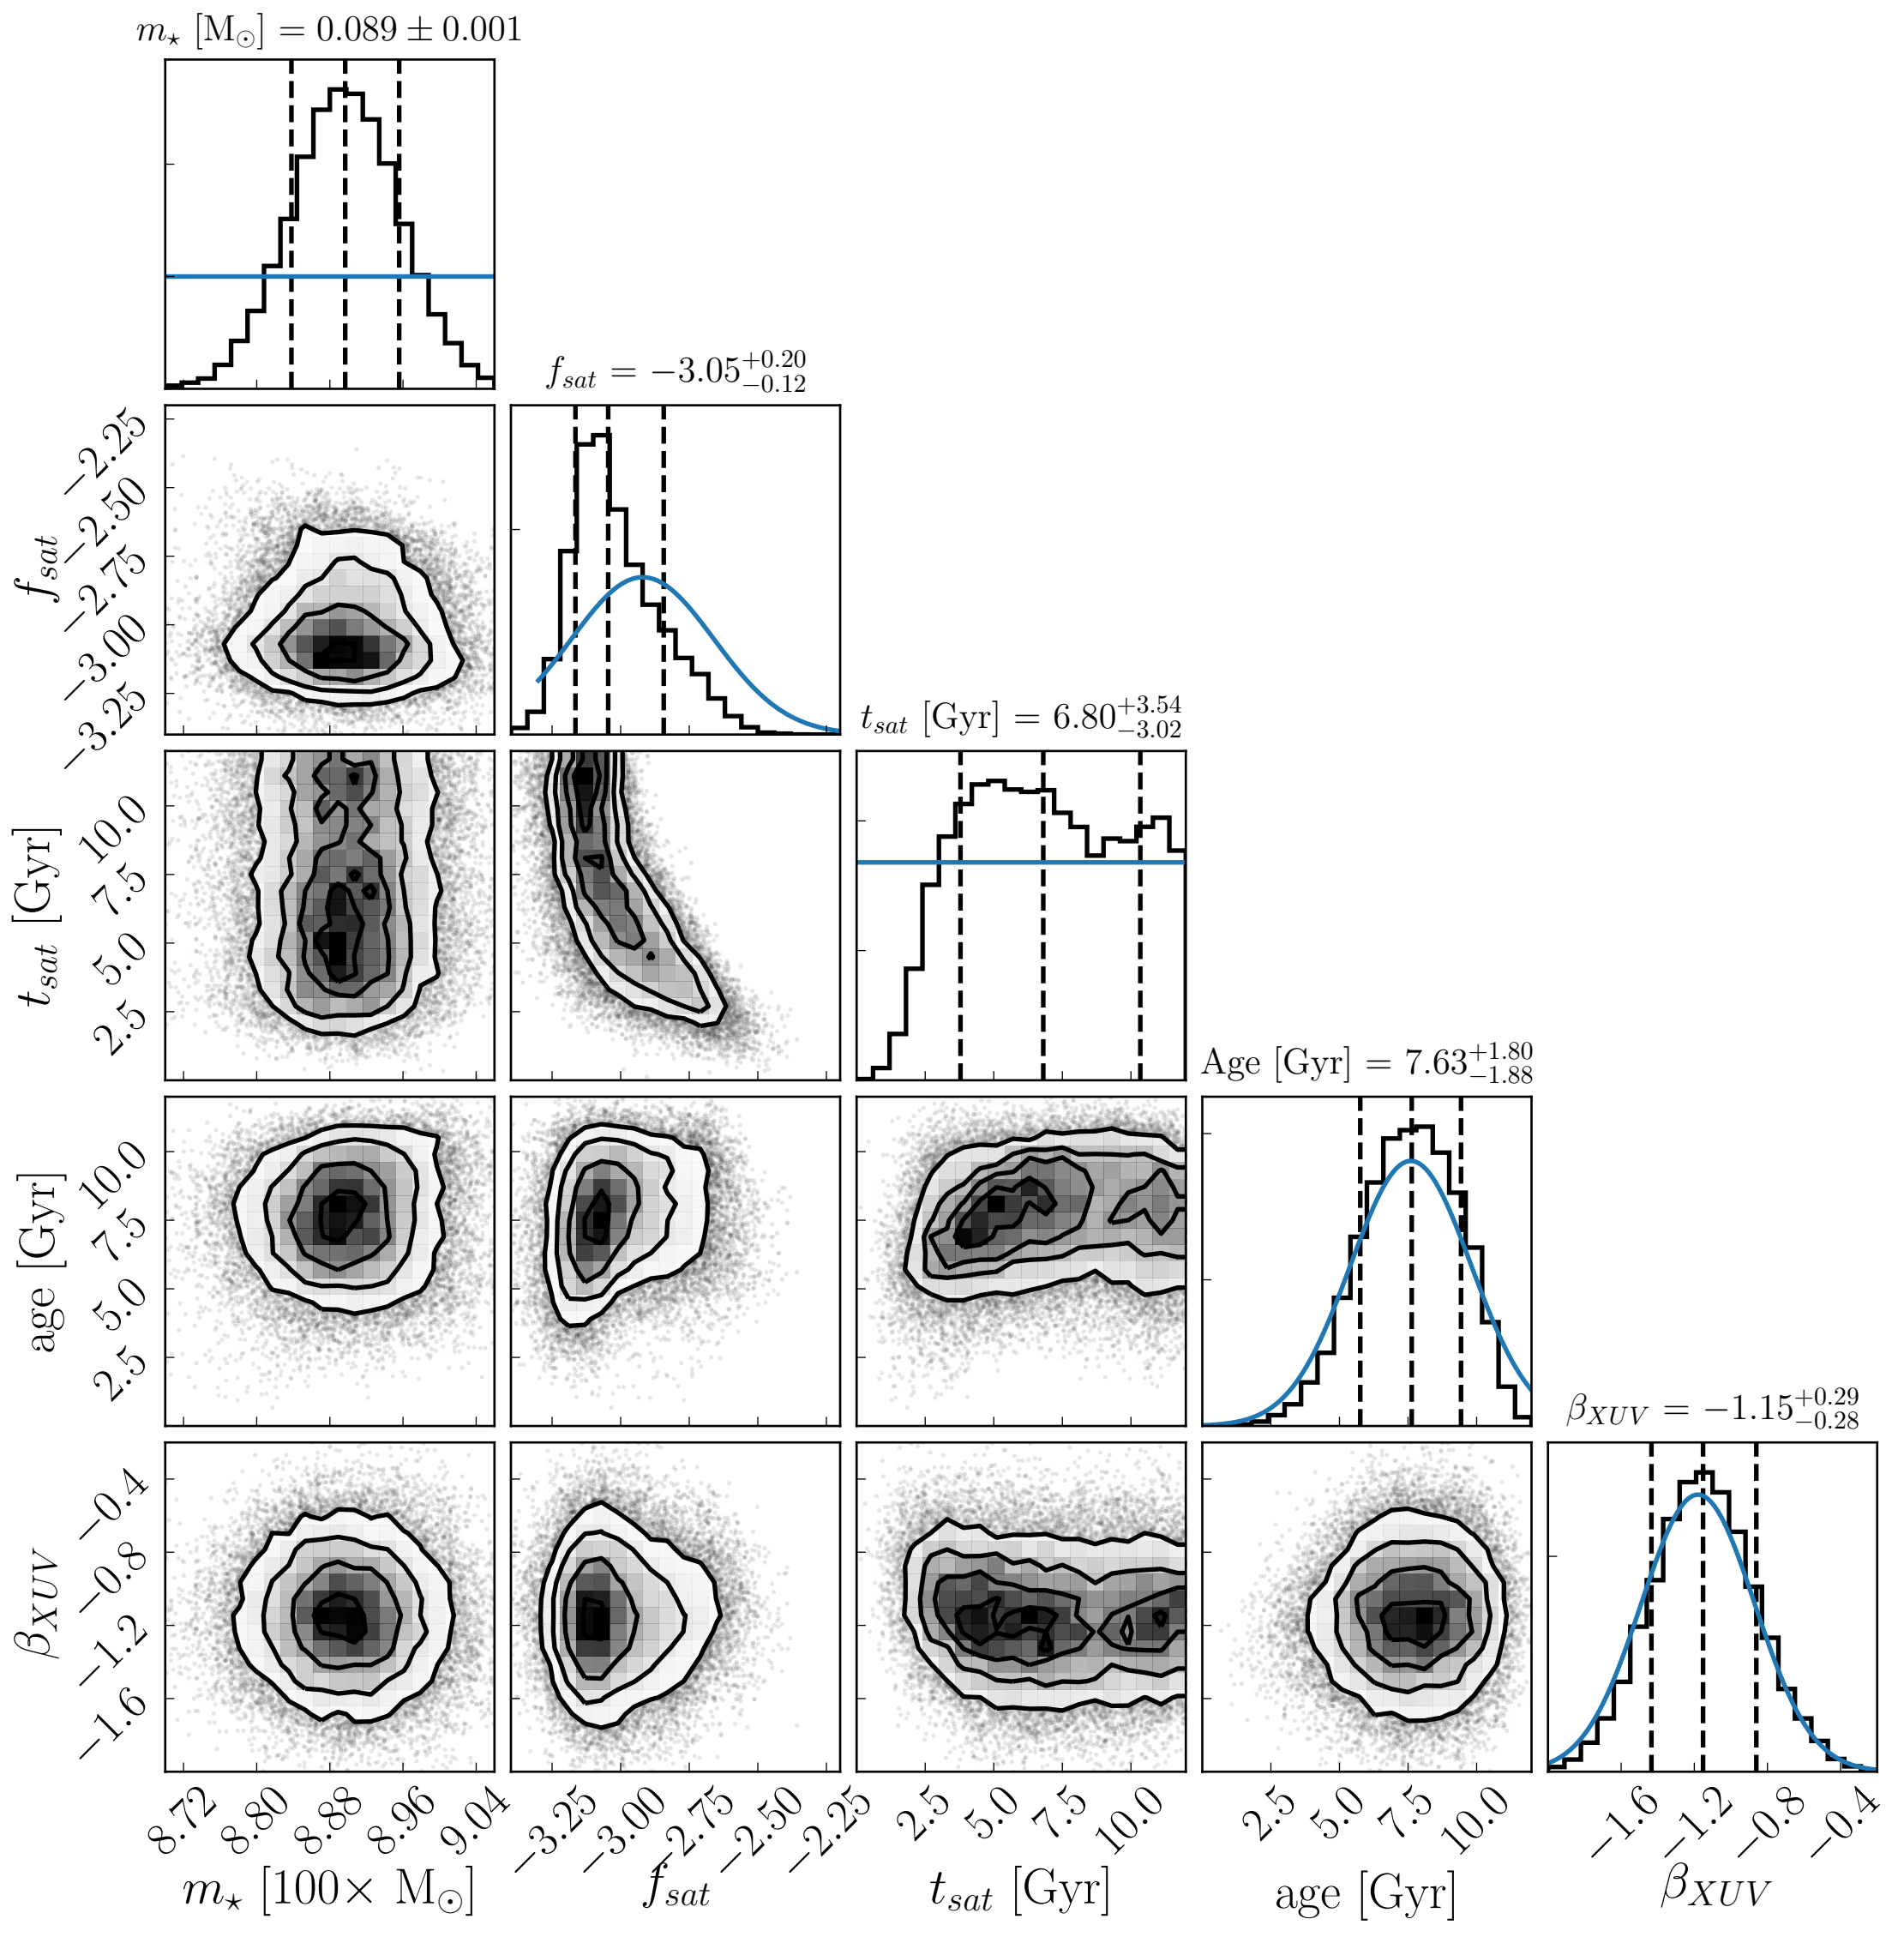 m⋆ [M⊙] = 0.089 ± 0.001
f_sat = −3.05 +0.20 −0.12
−2.25
−2.50
−2.75
−3.00
−3.25
f_sat
t_sat [Gyr] = 6.80 +3.54 −3.02
10.0
7.5
5.0
2.5
t_sat [Gyr]
Age [Gyr] = 7.63 +1.80 −1.88
10.0
7.5
5.0
2.5
age [Gyr]
β_XUV = −1.15 +0.29 −0.28
−0.4
−0.8
−1.2
−1.6
β_XUV
8.72 8.80 8.88 8.96 9.04 −3.25 −3.00 −2.75 −2.50 −2.25 2.5 5.0 7.5 10.0 2.5 5.0 7.5 10.0 −1.6 −1.2 −0.8 −0.4
m⋆ [100× M⊙] f_sat t_sat [Gyr] age [Gyr] β_XUV